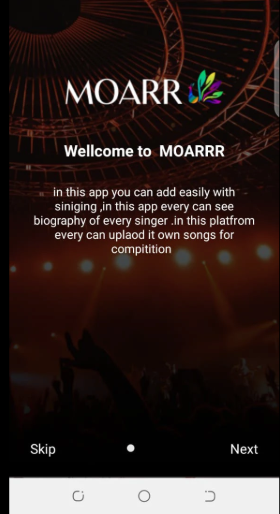 MOARR
Wellcome to MOARRR
in this app you can add easily with
siniging ,in this app every can see
biography of every singer .in this platfrom
every can uplaod it own songs for
compitition
Skip
Next